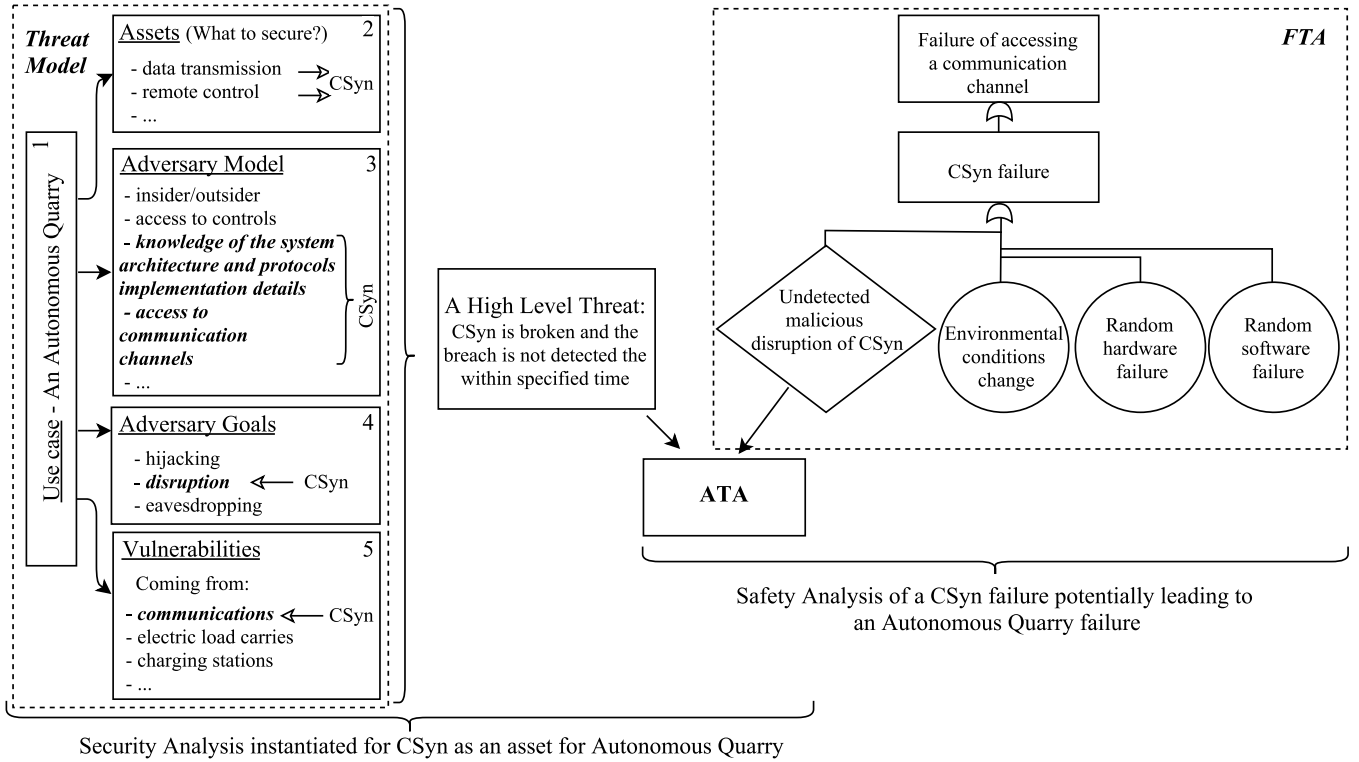 Threat
Model
1
Use case - An Autonomous Quarry
Assets (What to secure?) 2
- data transmission
- remote control
CSyn
- ...
Adversary Model 3
- insider/outsider
- access to controls
- knowledge of the system
architecture and protocols
implementation details
- access to
communication
channels
- ...
CSyn
Adversary Goals 4
- hijacking
- disruption CSyn
- eavesdropping
Vulnerabilities 5
Coming from:
- communications CSyn
- electric load carries
- charging stations
- ...
Security Analysis instantiated for CSyn as an asset for Autonomous Quarry
A High Level Threat:
CSyn is broken and the
breach is not detected the
within specified time
ATA
FTA
Failure of accessing
a communication
channel
CSyn failure
Undetected
malicious
disruption of CSyn
Environmental
conditions
change
Random
hardware
failure
Random
software
failure
Safety Analysis of a CSyn failure potentially leading to
an Autonomous Quarry failure